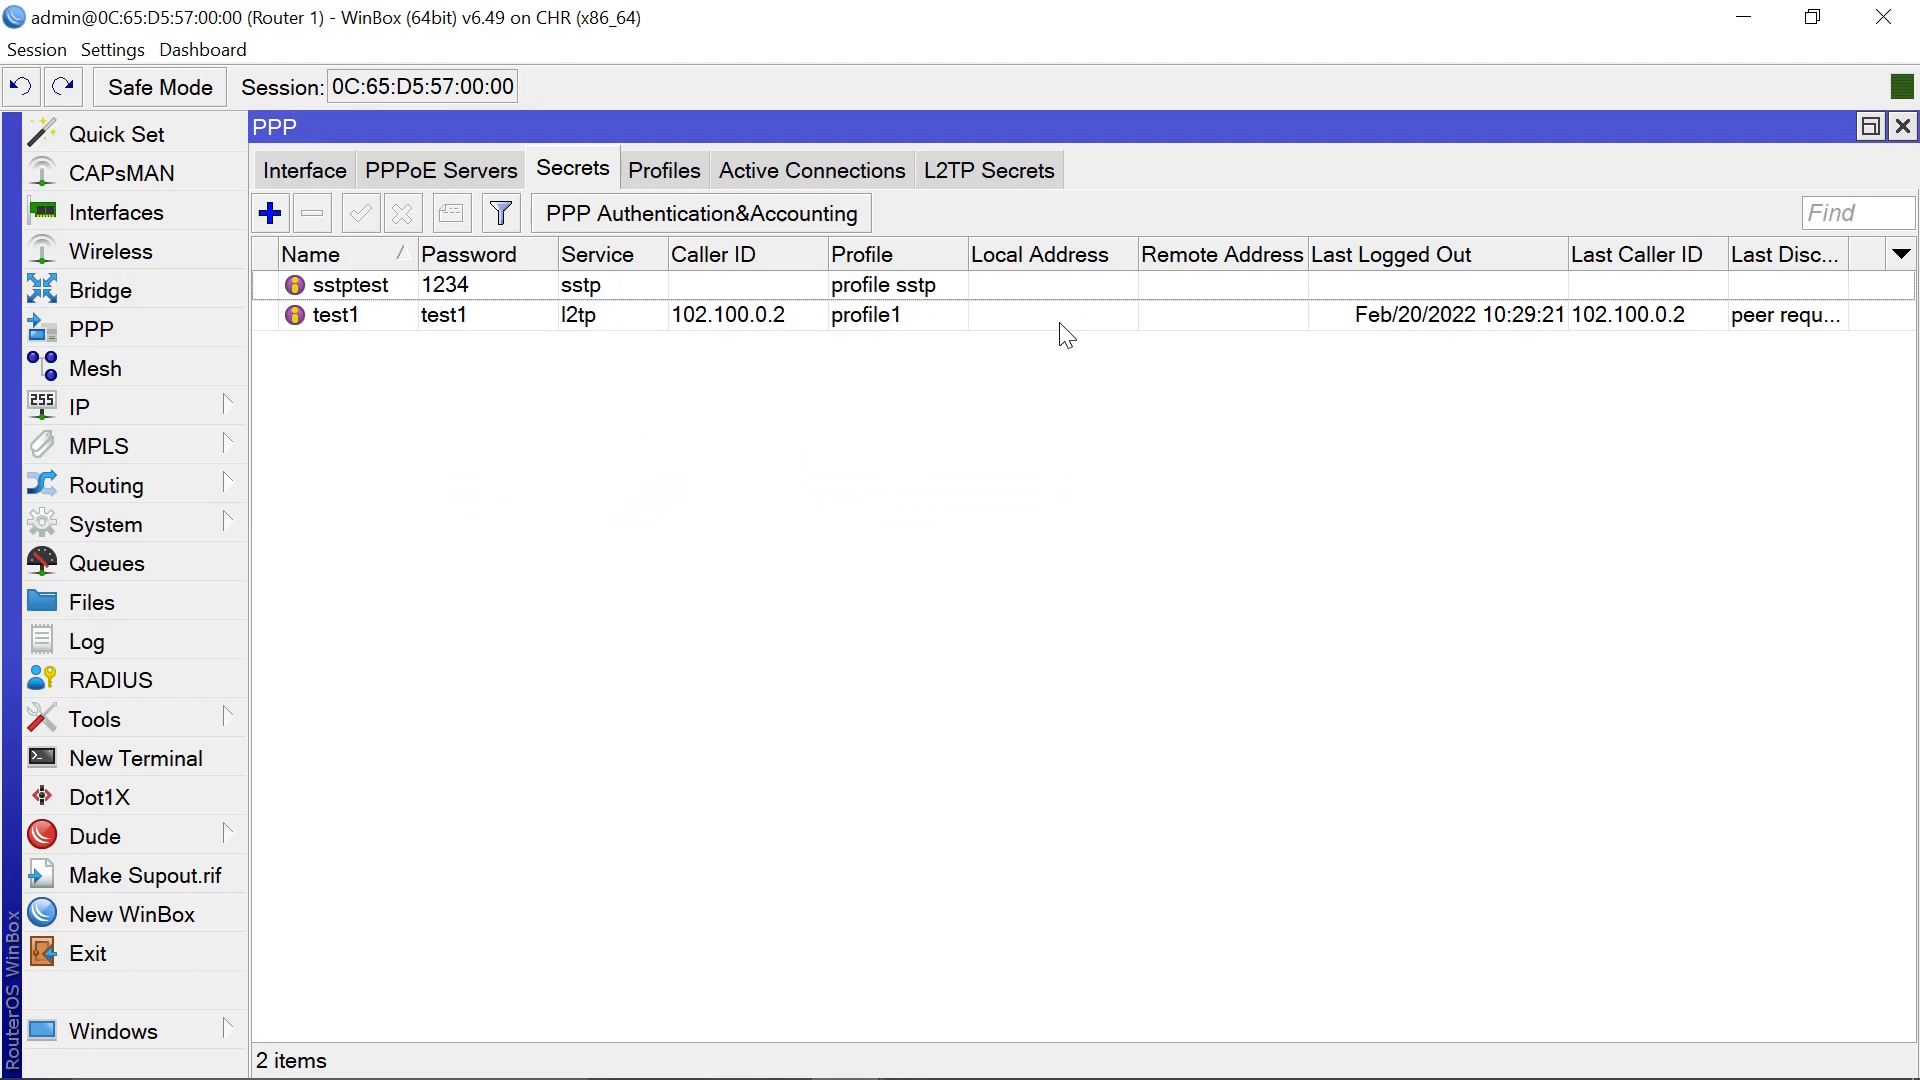 admin@0C:65:D5:57:00:00 (Router 1) - WinBox (64bit) v6.49 on CHR (x86_64)
Session Settings Dashboard
Safe Mode Session: 0C:65:D5:57:00:00
PPP
Interface PPPoE Servers Secrets Profiles Active Connections L2TP Secrets
PPP Authentication&Accounting Find
Name Password Service Caller ID Profile Local Address Remote Address Last Logged Out Last Caller ID Last Disc...
sstptest 1234 sstp profile sstp
test1 test1 l2tp 102.100.0.2 profile1 Feb/20/2022 10:29:21 102.100.0.2 peer requ...
2 items
Quick Set
CAPsMAN
Interfaces
Wireless
Bridge
PPP
Mesh
255 IP
MPLS
Routing
System
Queues
Files
Log
RADIUS
Tools
New Terminal
Dot1X
Dude
Make Supout.rif
New WinBox
Exit
Windows
RouterOS WinBox